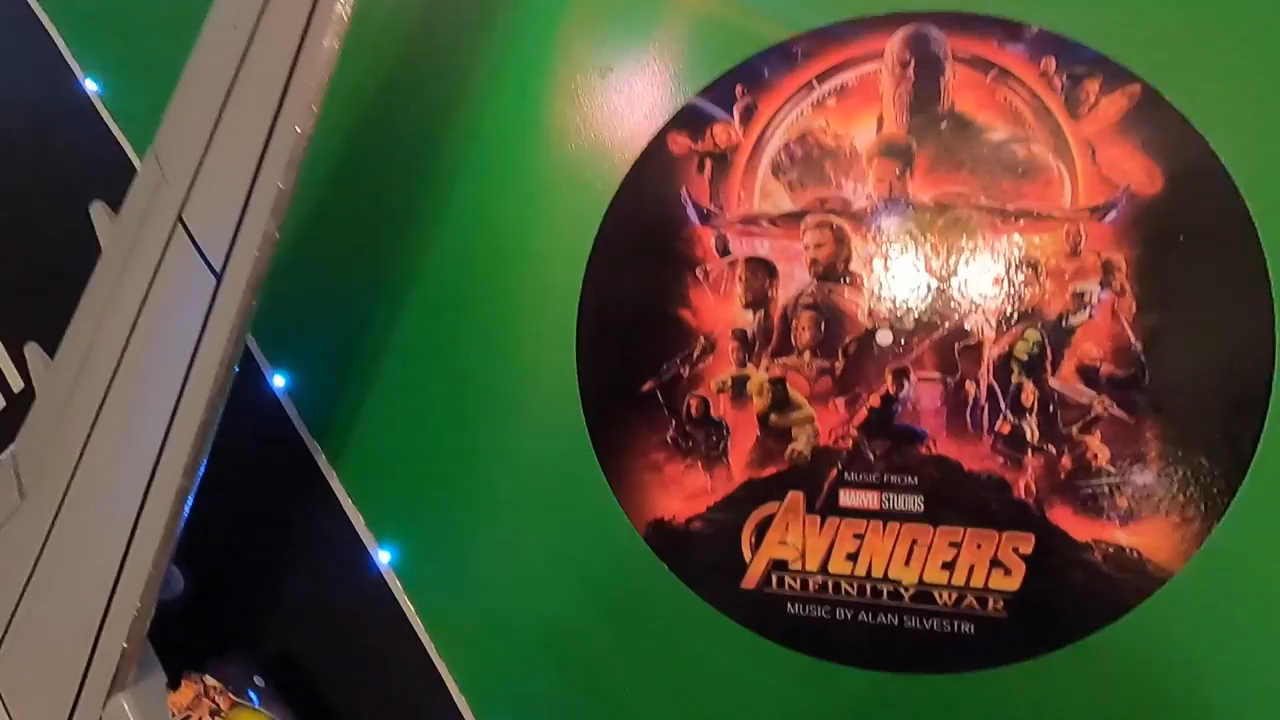 MUSIC FROM
MARVEL STUDIOS
AVENGERS
INFINITY WAR
MUSIC BY ALAN SILVESTRI